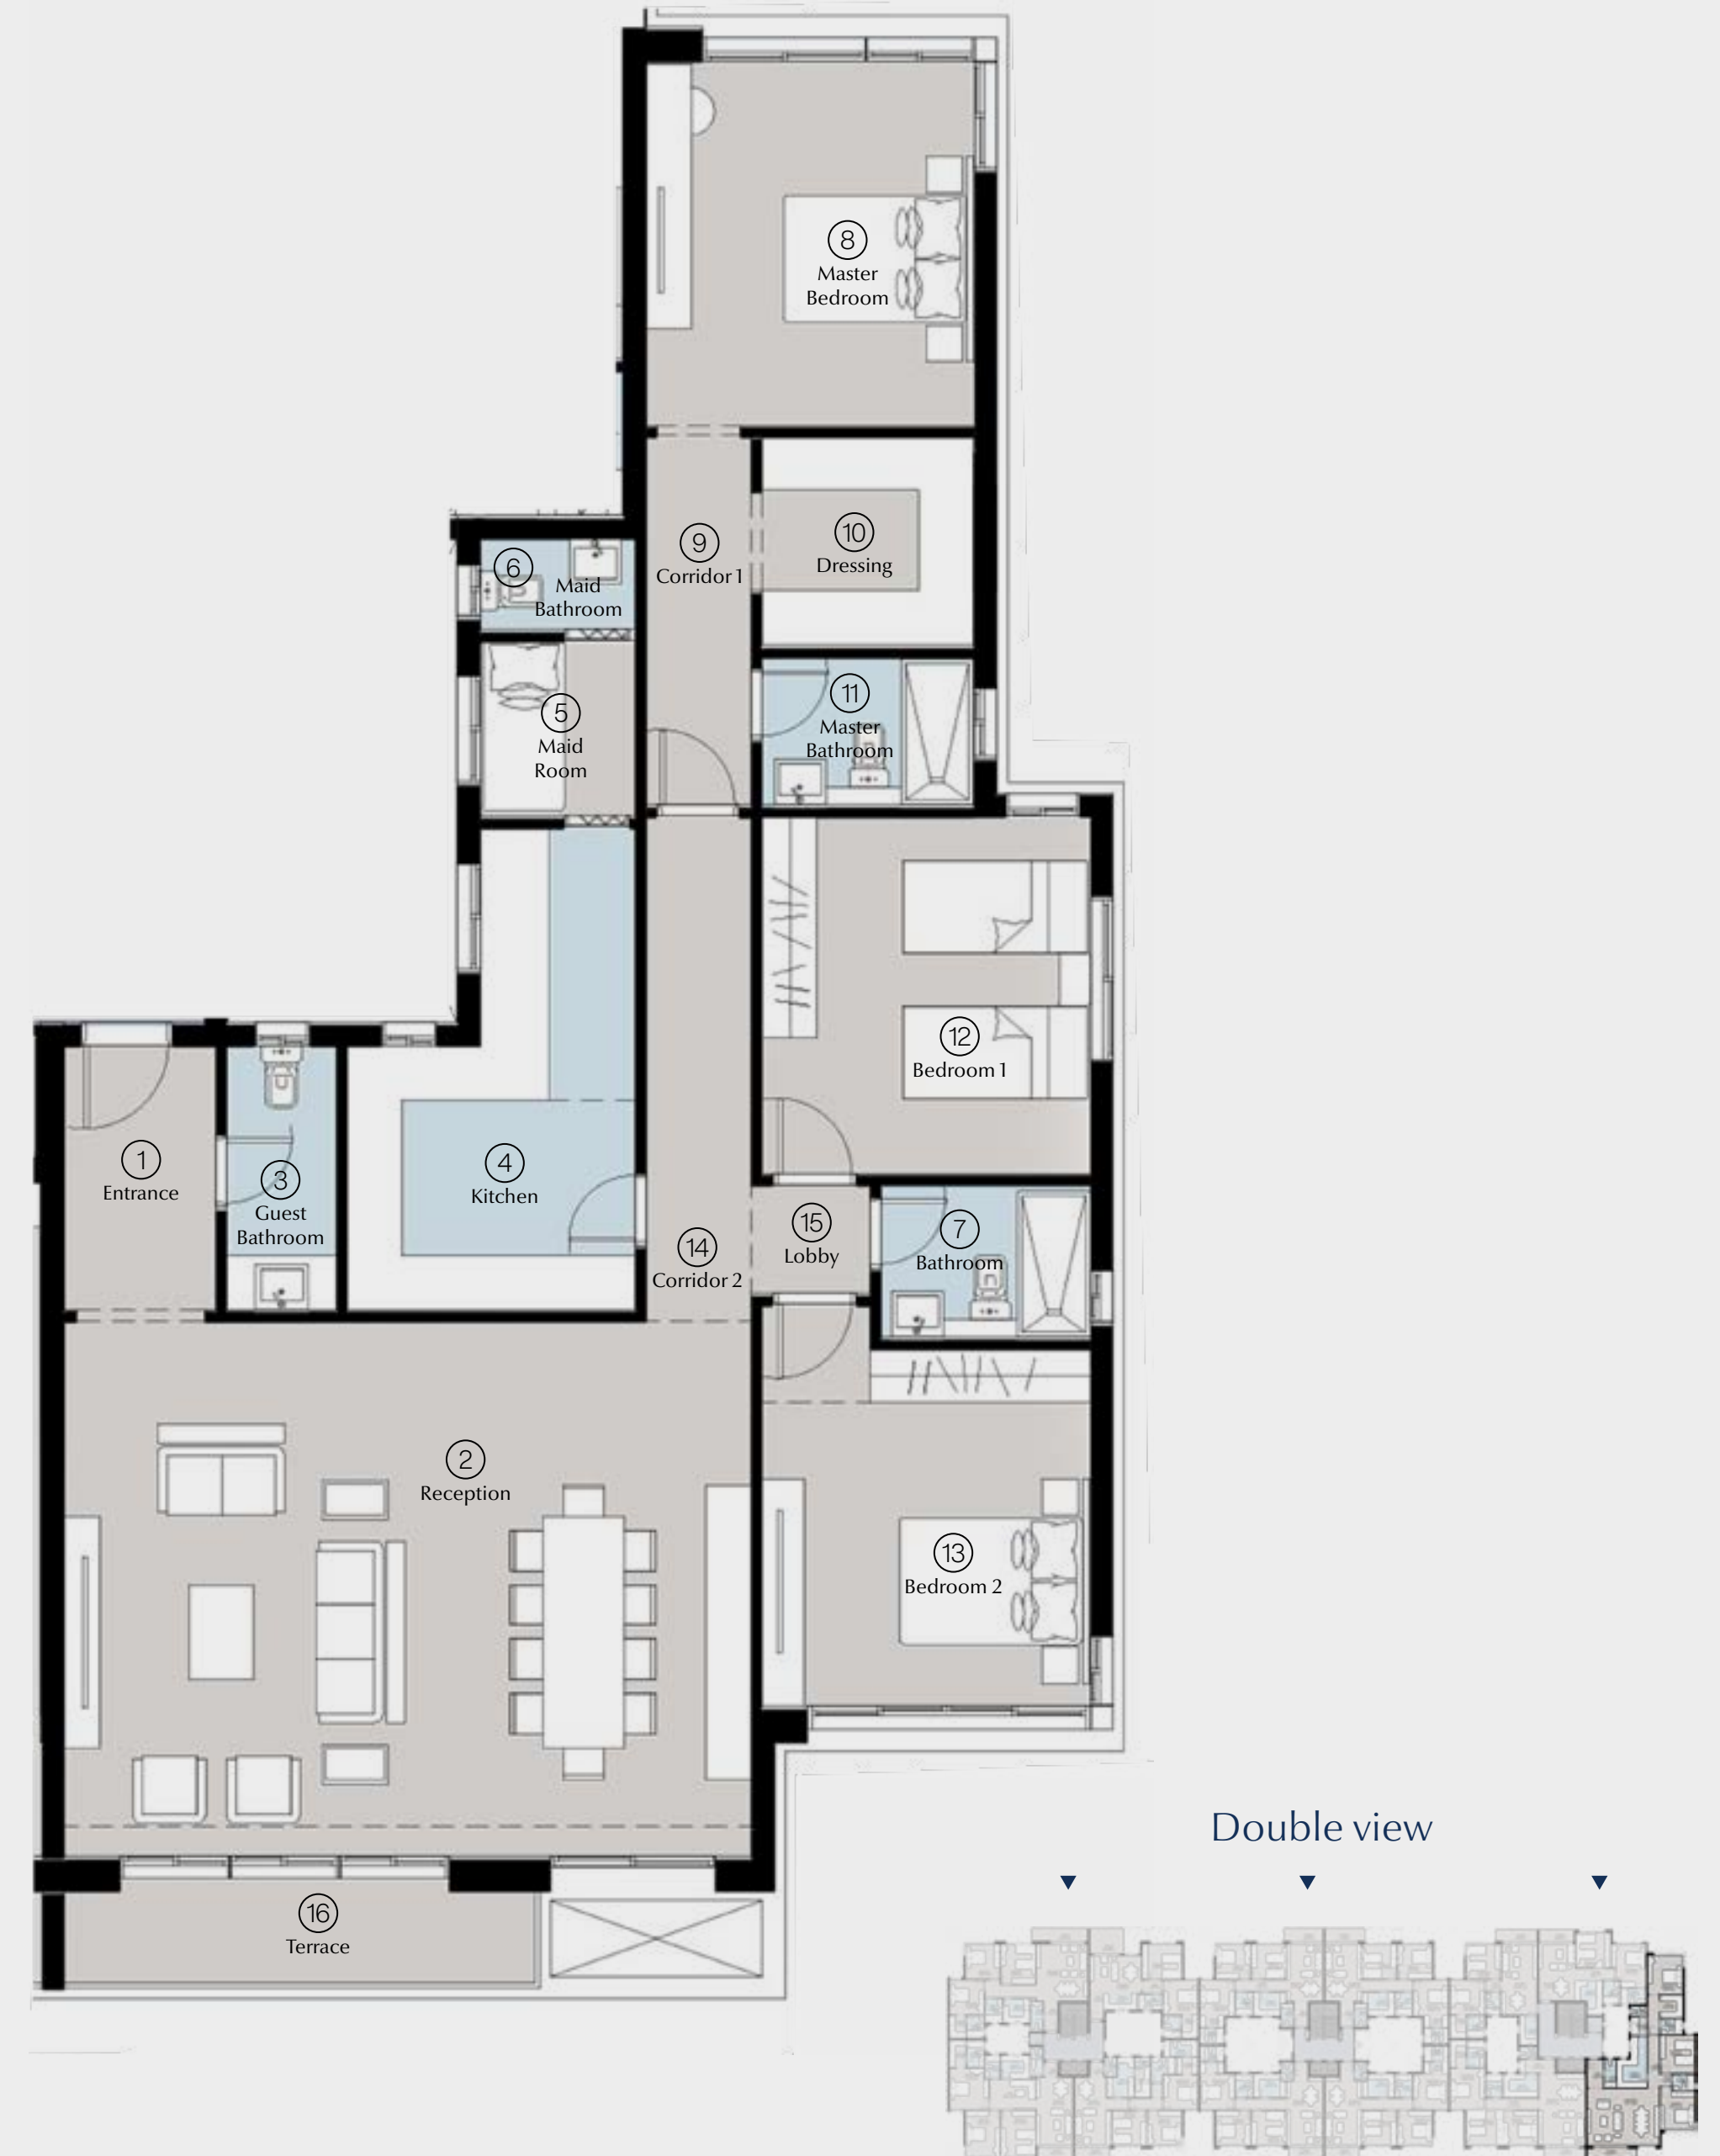 8
Master
Bedroom
9
Corridor 1
10
Dressing
6
Maid
Bathroom
5
Maid
Room
11
Master
Bathroom
12
Bedroom 1
1
Entrance
3
Guest
Bathroom
4
Kitchen
14
Corridor 2
15
Lobby
7
Bathroom
2
Reception
13
Bedroom 2
16
Terrace
Double view